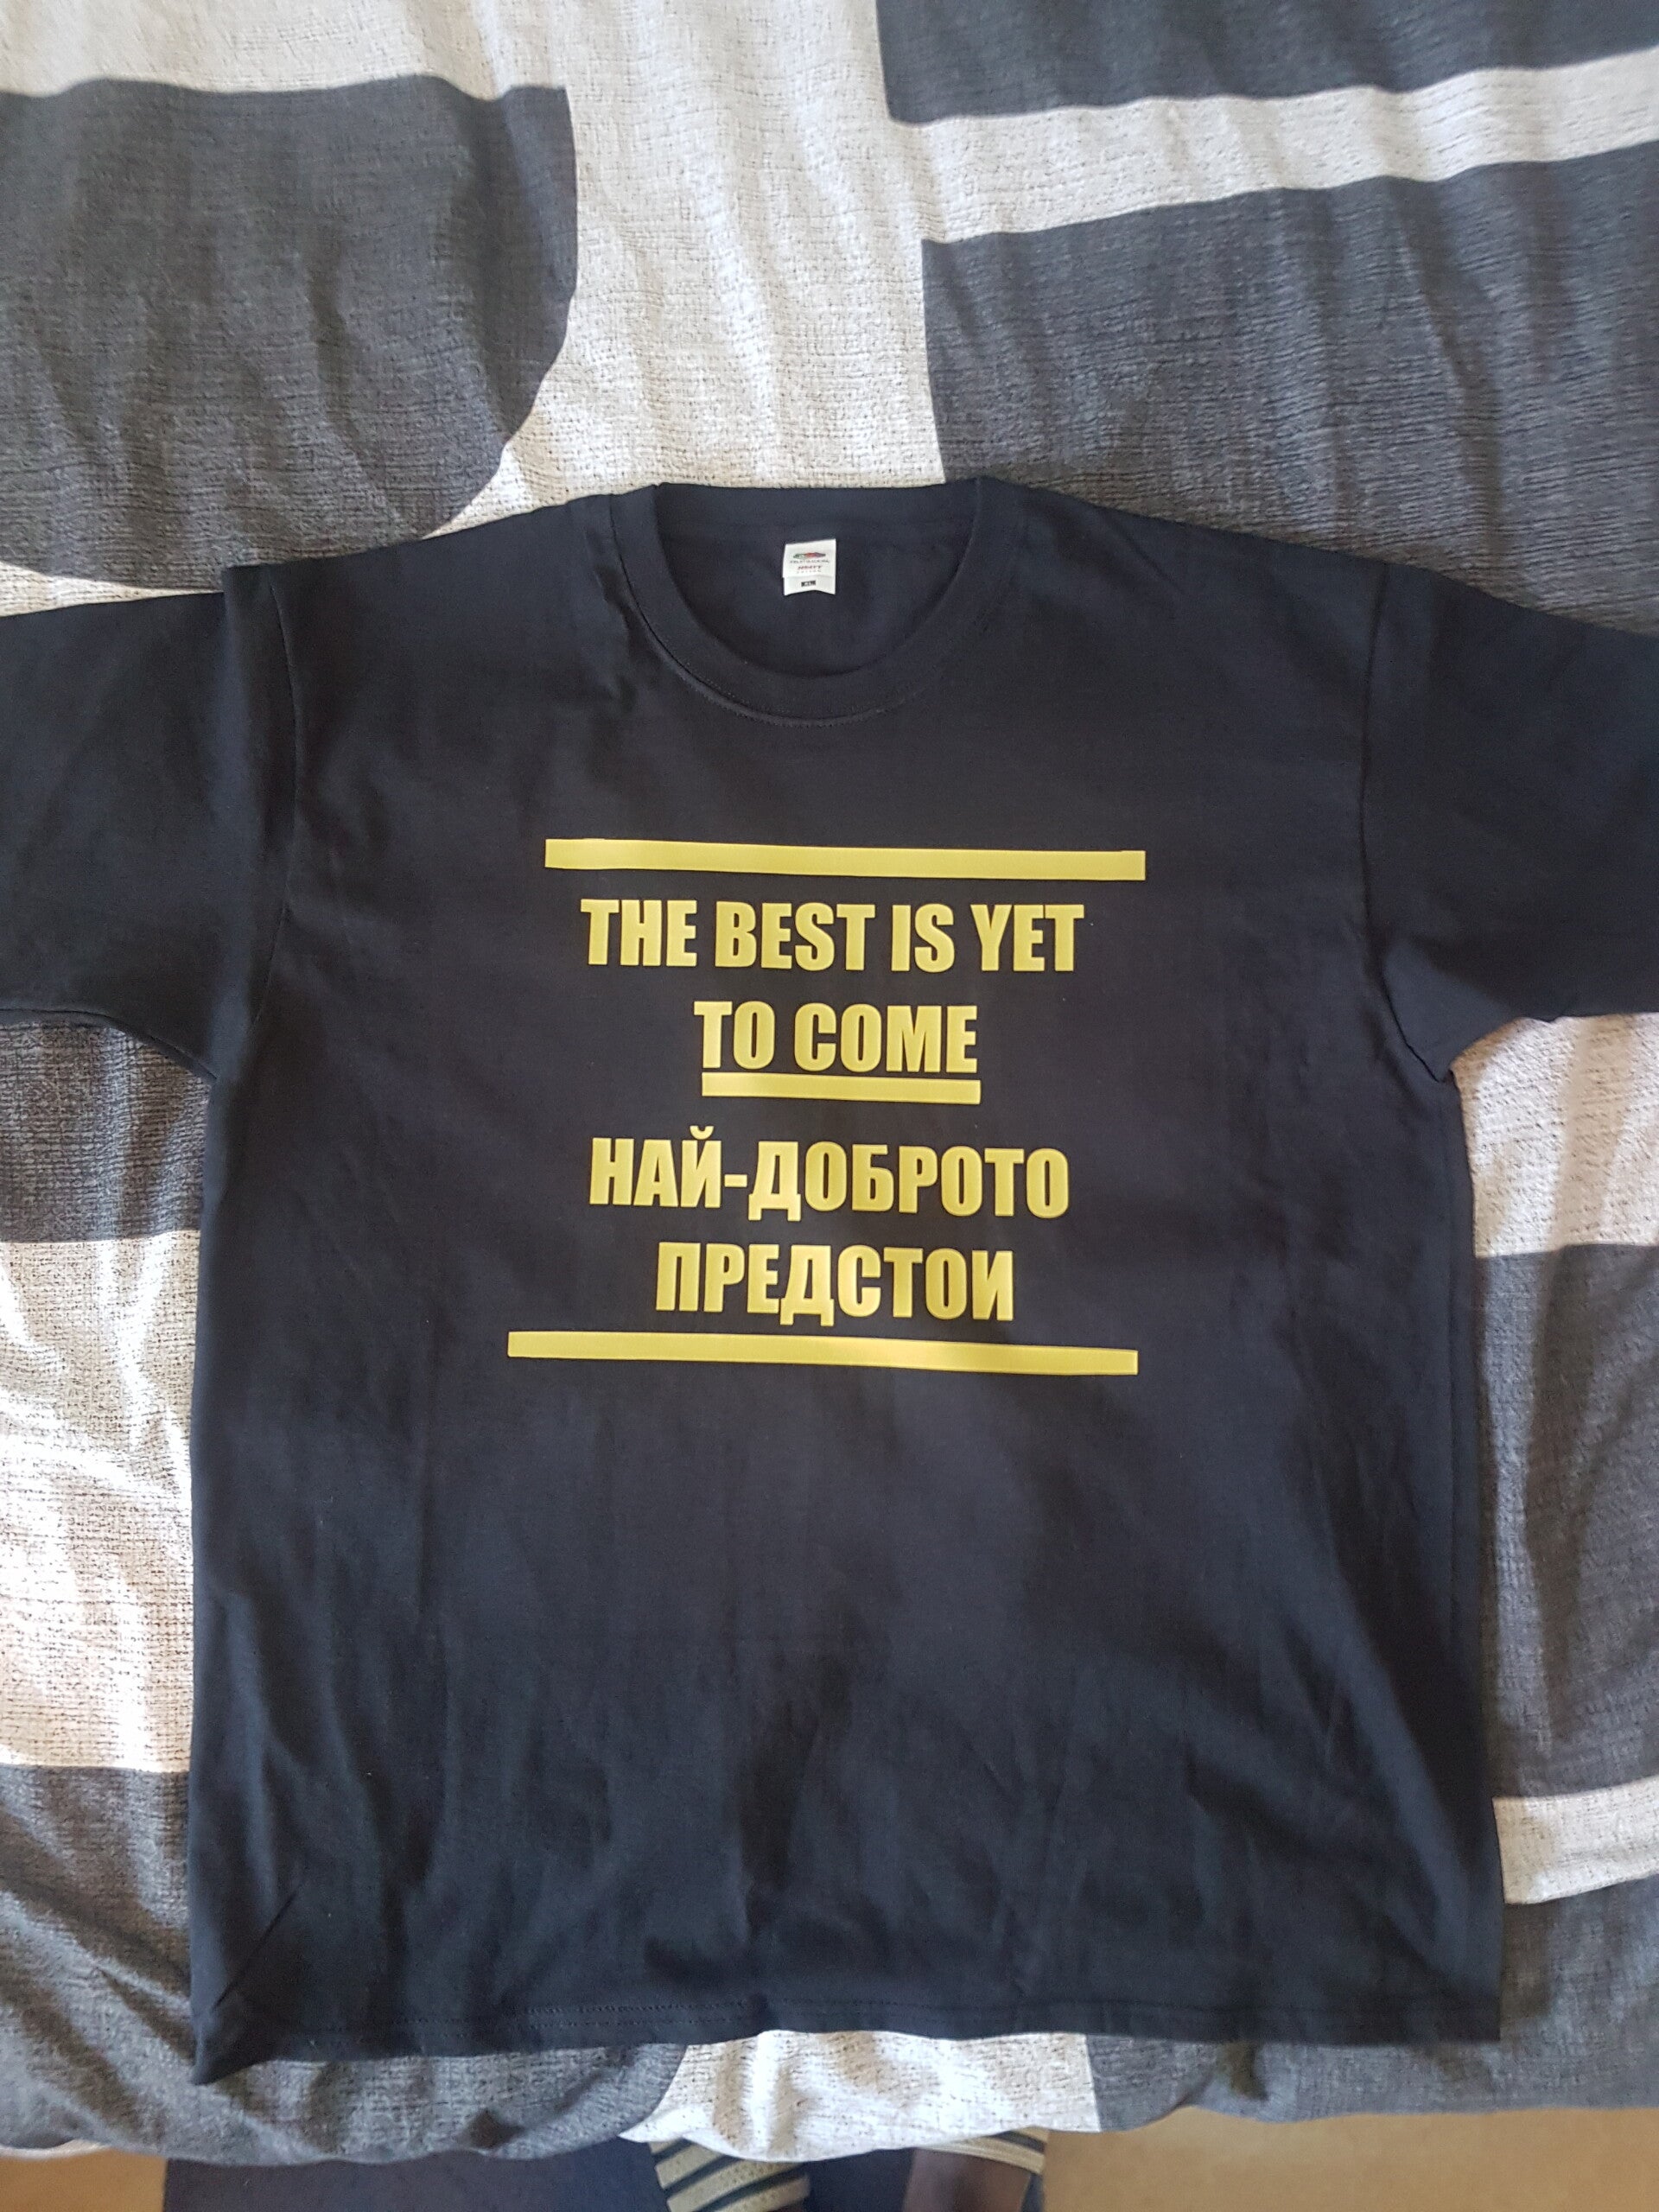 THE BEST IS YET
TO COME
НАЙ-ДОБРОТО
ПРЕДСТОИ